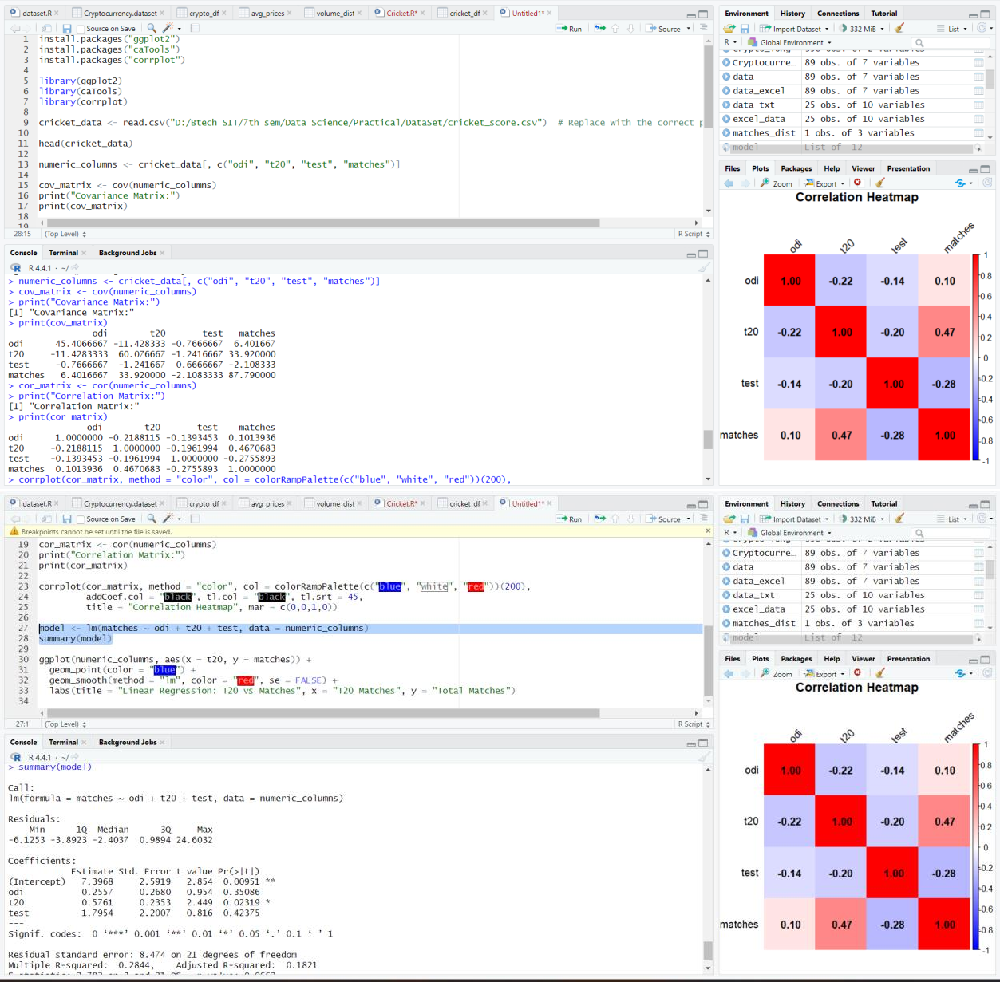 dataset.R Cryptocurrency.dataset crypto_df avg_prices volume_dist Cricket.R* cricket_df Untitled1*
Source on Save Run Source
1 install.packages("ggplot2")
2 install.packages("caTools")
3 install.packages("corrplot")
4
5 library(ggplot2)
6 library(caTools)
7 library(corrplot)
8
9 cricket_data <- read.csv("D:/Btech SIT/7th sem/Data Science/Practical/DataSet/cricket_score.csv") # Replace with the correct p
10
11 head(cricket_data)
12
13 numeric_columns <- cricket_data[, c("odi", "t20", "test", "matches")]
14
15 cov_matrix <- cov(numeric_columns)
16 print("Covariance Matrix:")
17 print(cov_matrix)
18
19
28:15 (Top Level) R Script
Console Terminal Background Jobs
R 4.4.1 · ~/
> numeric_columns <- cricket_data[, c("odi", "t20", "test", "matches")]
> cov_matrix <- cov(numeric_columns)
> print("Covariance Matrix:")
[1] "Covariance Matrix:"
> print(cov_matrix)
odi t20 test matches
odi 45.4066667 -11.428333 -0.7666667 6.401667
t20 -11.4283333 60.076667 -1.2416667 33.920000
test -0.7666667 -1.241667 0.6666667 -2.108333
matches 6.4016667 33.920000 -2.1083333 87.790000
> cor_matrix <- cor(numeric_columns)
> print("Correlation Matrix:")
[1] "Correlation Matrix:"
> print(cor_matrix)
odi t20 test matches
odi 1.0000000 -0.2188115 -0.1393453 0.1013936
t20 -0.2188115 1.0000000 -0.1961994 0.4670683
test -0.1393453 -0.1961994 1.0000000 -0.2755893
matches 0.1013936 0.4670683 -0.2755893 1.0000000
> corrplot(cor_matrix, method = "color", col = colorRampPalette(c("blue", "white", "red"))(200),
Environment History Connections Tutorial
Import Dataset 332 MiB List
R Global Environment
Cryptocurre… 89 obs. of 7 variables
data 89 obs. of 7 variables
data_excel 89 obs. of 7 variables
data_txt 25 obs. of 10 variables
excel_data 25 obs. of 10 variables
matches_dist 1 obs. of 3 variables
model List of 12
Files Plots Packages Help Viewer Presentation
Zoom Export
Correlation Heatmap
odi t20 test matches
odi 1.00 -0.22 -0.14 0.10
t20 -0.22 1.00 -0.20 0.47
test -0.14 -0.20 1.00 -0.28
matches 0.10 0.47 -0.28 1.00
1
0.8
0.6
0.4
0.2
0
-0.2
-0.4
-0.6
-0.8
-1
dataset.R Cryptocurrency.dataset crypto_df avg_prices volume_dist Cricket.R* cricket_df Untitled1*
Source on Save Run Source
Breakpoints cannot be set until the file is saved.
19 cor_matrix <- cor(numeric_columns)
20 print("Correlation Matrix:")
21 print(cor_matrix)
22
23 corrplot(cor_matrix, method = "color", col = colorRampPalette(c("blue", "white", "red"))(200),
24 addCoef.col = "black", tl.col = "black", tl.srt = 45,
25 title = "Correlation Heatmap", mar = c(0,0,1,0))
26
27 model <- lm(matches ~ odi + t20 + test, data = numeric_columns)
28 summary(model)
29
30 ggplot(numeric_columns, aes(x = t20, y = matches)) +
31 geom_point(color = "blue") +
32 geom_smooth(method = "lm", color = "red", se = FALSE) +
33 labs(title = "Linear Regression: T20 vs Matches", x = "T20 Matches", y = "Total Matches")
34
27:1 (Top Level) R Script
Console Terminal Background Jobs
R 4.4.1 · ~/
> summary(model)
Call:
lm(formula = matches ~ odi + t20 + test, data = numeric_columns)
Residuals:
Min 1Q Median 3Q Max
-6.1253 -3.8923 -2.4037 0.9894 24.6032
Coefficients:
Estimate Std. Error t value Pr(>|t|)
(Intercept) 7.3968 2.5919 2.854 0.00951 **
odi 0.2557 0.2680 0.954 0.35086
t20 0.5761 0.2353 2.449 0.02319 *
test -1.7954 2.2007 -0.816 0.42375
---
Signif. codes: 0 ‘***’ 0.001 ‘**’ 0.01 ‘*’ 0.05 ‘.’ 0.1 ‘ ’ 1
Residual standard error: 8.474 on 21 degrees of freedom
Multiple R-squared: 0.2844, Adjusted R-squared: 0.1821
Environment History Connections Tutorial
Import Dataset 332 MiB List
R Global Environment
Cryptocurre… 89 obs. of 7 variables
data 89 obs. of 7 variables
data_excel 89 obs. of 7 variables
data_txt 25 obs. of 10 variables
excel_data 25 obs. of 10 variables
matches_dist 1 obs. of 3 variables
model List of 12
Files Plots Packages Help Viewer Presentation
Zoom Export
Correlation Heatmap
odi t20 test matches
odi 1.00 -0.22 -0.14 0.10
t20 -0.22 1.00 -0.20 0.47
test -0.14 -0.20 1.00 -0.28
matches 0.10 0.47 -0.28 1.00
1
0.8
0.6
0.4
0.2
0
-0.2
-0.4
-0.6
-0.8
-1